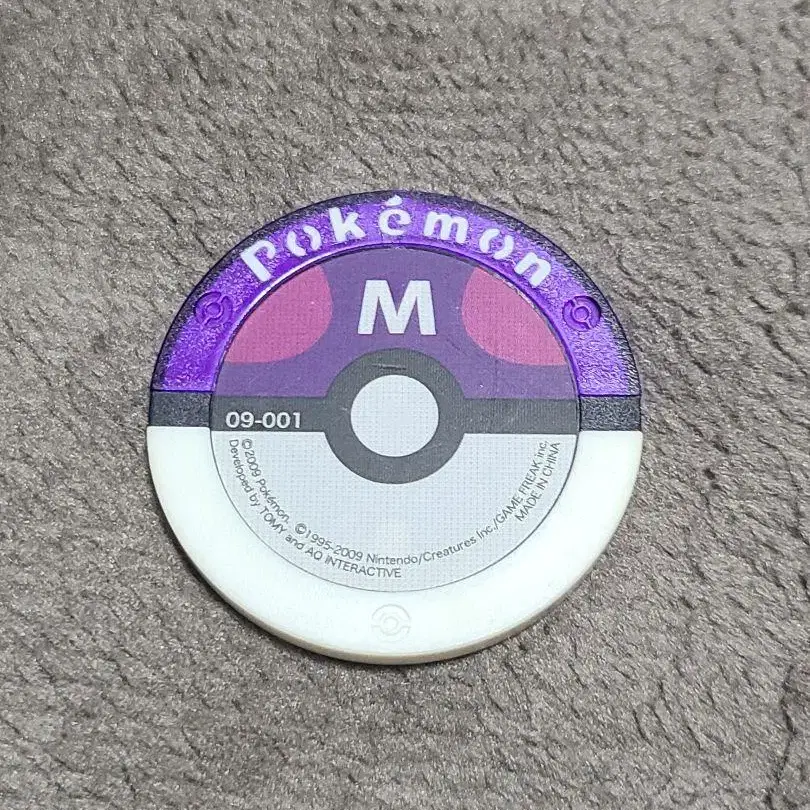 Pokémon
M
09-001
©2009 Pokémon. ©1995-2009 Nintendo/Creatures inc./GAME FREAK inc.
Developed by TOMY and AO INTERACTIVE
MADE IN CHINA